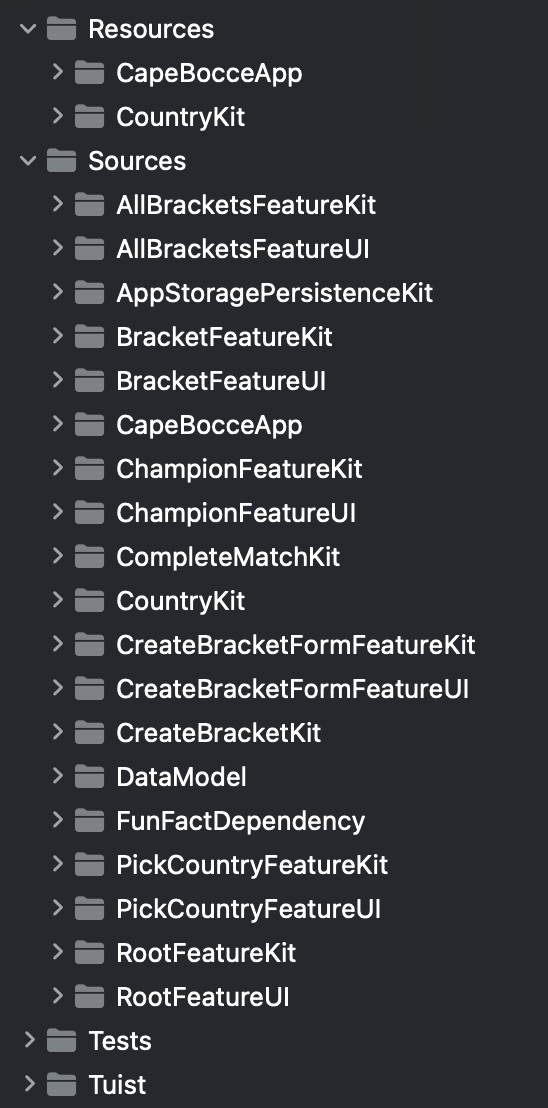 Resources
CapeBocceApp
CountryKit
Sources
AllBracketsFeatureKit
AllBracketsFeatureUI
AppStoragePersistenceKit
BracketFeatureKit
BracketFeatureUI
CapeBocceApp
ChampionFeatureKit
ChampionFeatureUI
CompleteMatchKit
CountryKit
CreateBracketFormFeatureKit
CreateBracketFormFeatureUI
CreateBracketKit
DataModel
FunFactDependency
PickCountryFeatureKit
PickCountryFeatureUI
RootFeatureKit
RootFeatureUI
Tests
Tuist